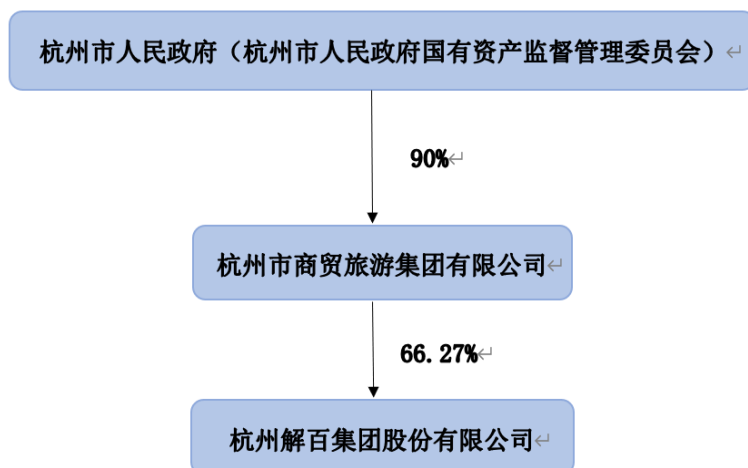 杭州市人民政府（杭州市人民政府国有资产监督管理委员会）
90%
杭州市商贸旅游集团有限公司
66.27%
杭州解百集团股份有限公司